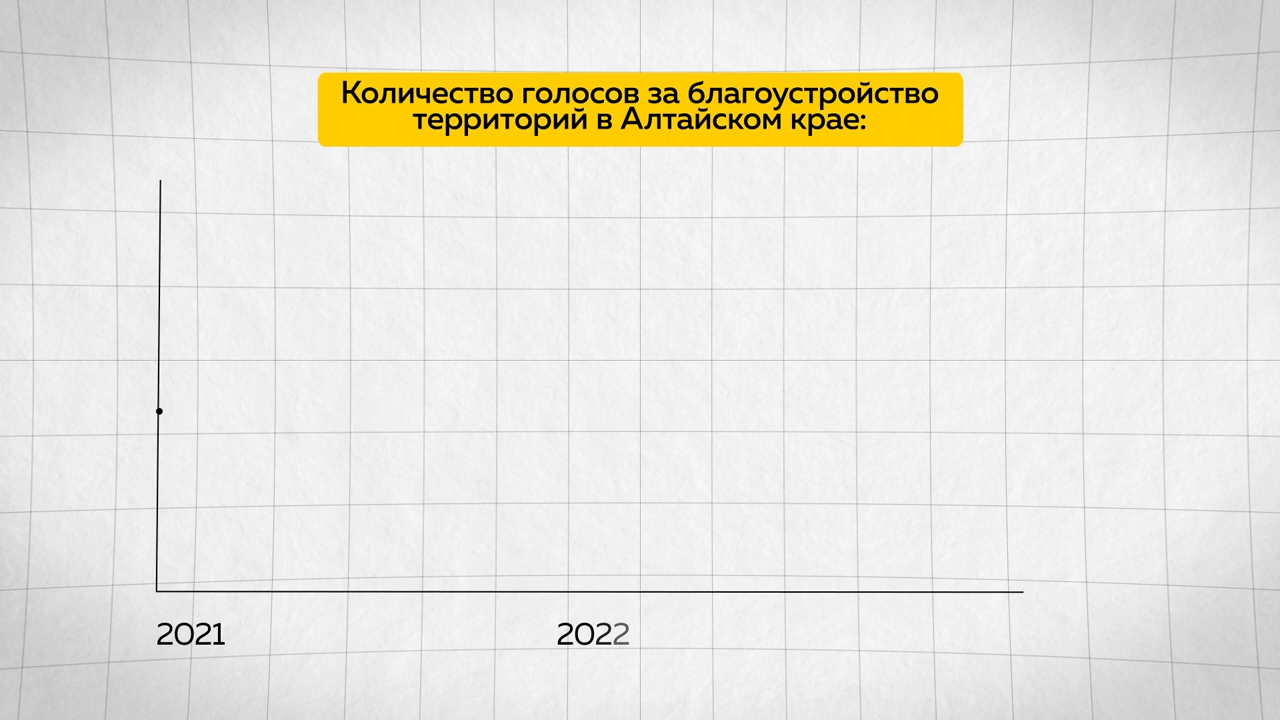 Количество голосов за благоустройство
территорий в Алтайском крае:
2021
2022